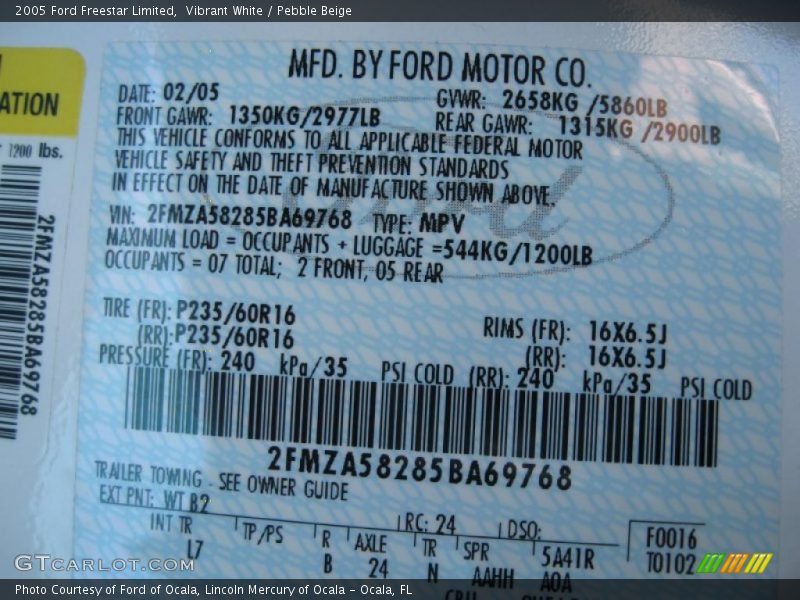 2005 Ford Freestar Limited,  Vibrant White / Pebble Beige
ATION
1200 lbs.
2FMZA58285BA69768
MFD. BY FORD MOTOR CO.
DATE: 02/05 GVWR: 2658KG /5860LB
FRONT GAWR: 1350KG/2977LB REAR GAWR: 1315KG /2900LB
THIS VEHICLE CONFORMS TO ALL APPLICABLE FEDERAL MOTOR
VEHICLE SAFETY AND THEFT PREVENTION STANDARDS
IN EFFECT ON THE DATE OF MANUFACTURE SHOWN ABOVE.
VIN: 2FMZA58285BA69768 TYPE: MPV
MAXIMUM LOAD = OCCUPANTS + LUGGAGE =544KG/1200LB
OCCUPANTS = 07 TOTAL; 2 FRONT, 05 REAR
TIRE (FR): P235/60R16 RIMS (FR): 16X6.5J
(RR): P235/60R16 (RR): 16X6.5J
PRESSURE (FR): 240 kPa/35 PSI COLD (RR): 240 kPa/35 PSI COLD
2FMZA58285BA69768
TRAILER TOWING - SEE OWNER GUIDE
EXT PNT: WT B2 RC: 24 DSO: F0016
INT TR TP/PS R AXLE TR SPR 5A41R T0102
L7 B 24 N AAHH A0A
GTCARLOT.COM
Photo Courtesy of Ford of Ocala, Lincoln Mercury of Ocala - Ocala, FL